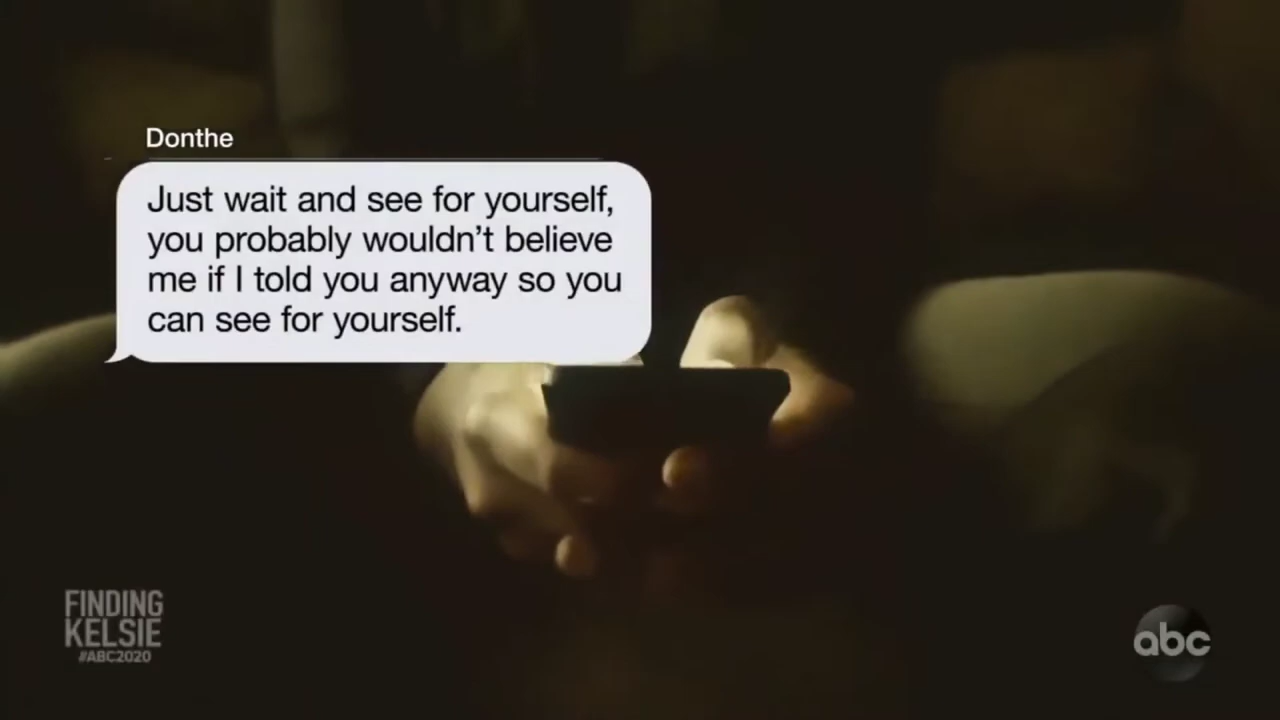 Donthe
Just wait and see for yourself,
you probably wouldn't believe
me if I told you anyway so you
can see for yourself.
FINDING
KELSIE
#ABC2020
abc